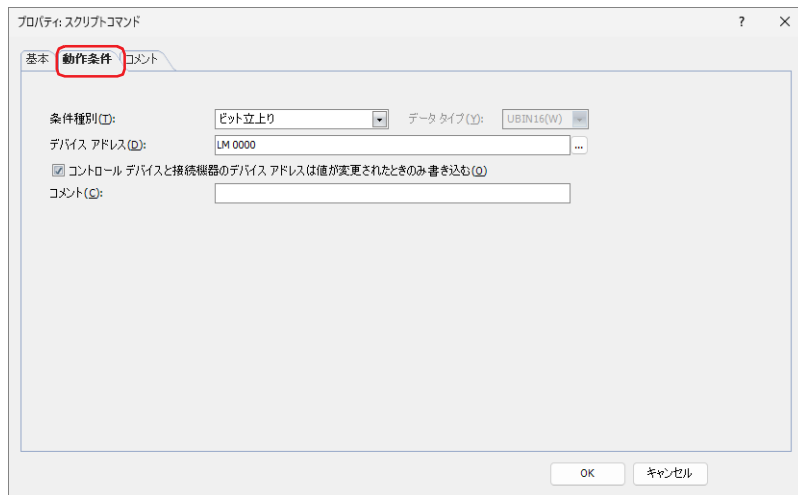 プロパティ: スクリプトコマンド ? ×
基本 動作条件 コメント
条件種別(T): ビット立上り データ タイプ(Y): UBIN16(W)
デバイス アドレス(D): LM 0000 ...
コントロール デバイスと接続機器のデバイス アドレスは値が変更されたときのみ書き込む(O)
コメント(C):
OK キャンセル